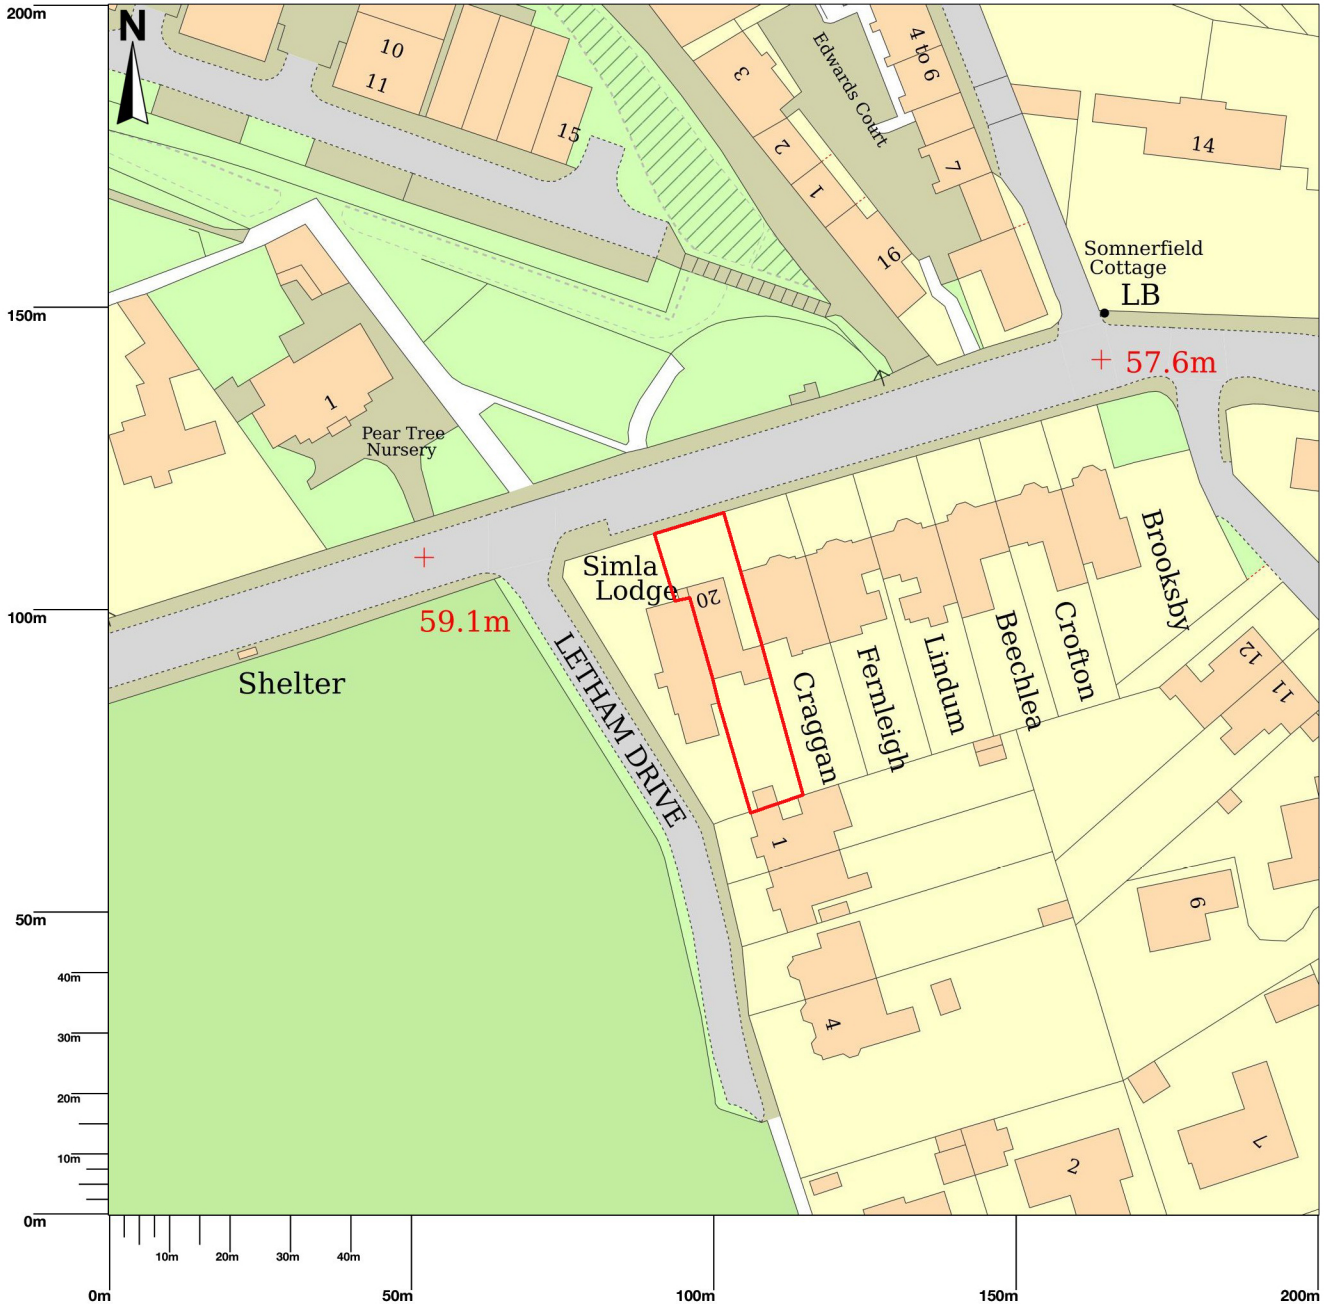 200m
N
10
11
15
3
2
1
16
Edwards Court
4 to 6
7
14
Somnerfield
Cottage
LB
57.6m
150m
1
Pear Tree
Nursery
Simla
Lodge
20
100m
59.1m
Shelter
LETHAM DRIVE
Craggan
Fernleigh
Lindum
Beechlea
Crofton
Brooksby
12
11
1
9
4
2
1
50m
40m
30m
20m
10m
0m
10m
20m
30m
40m
0m
50m
100m
150m
200m